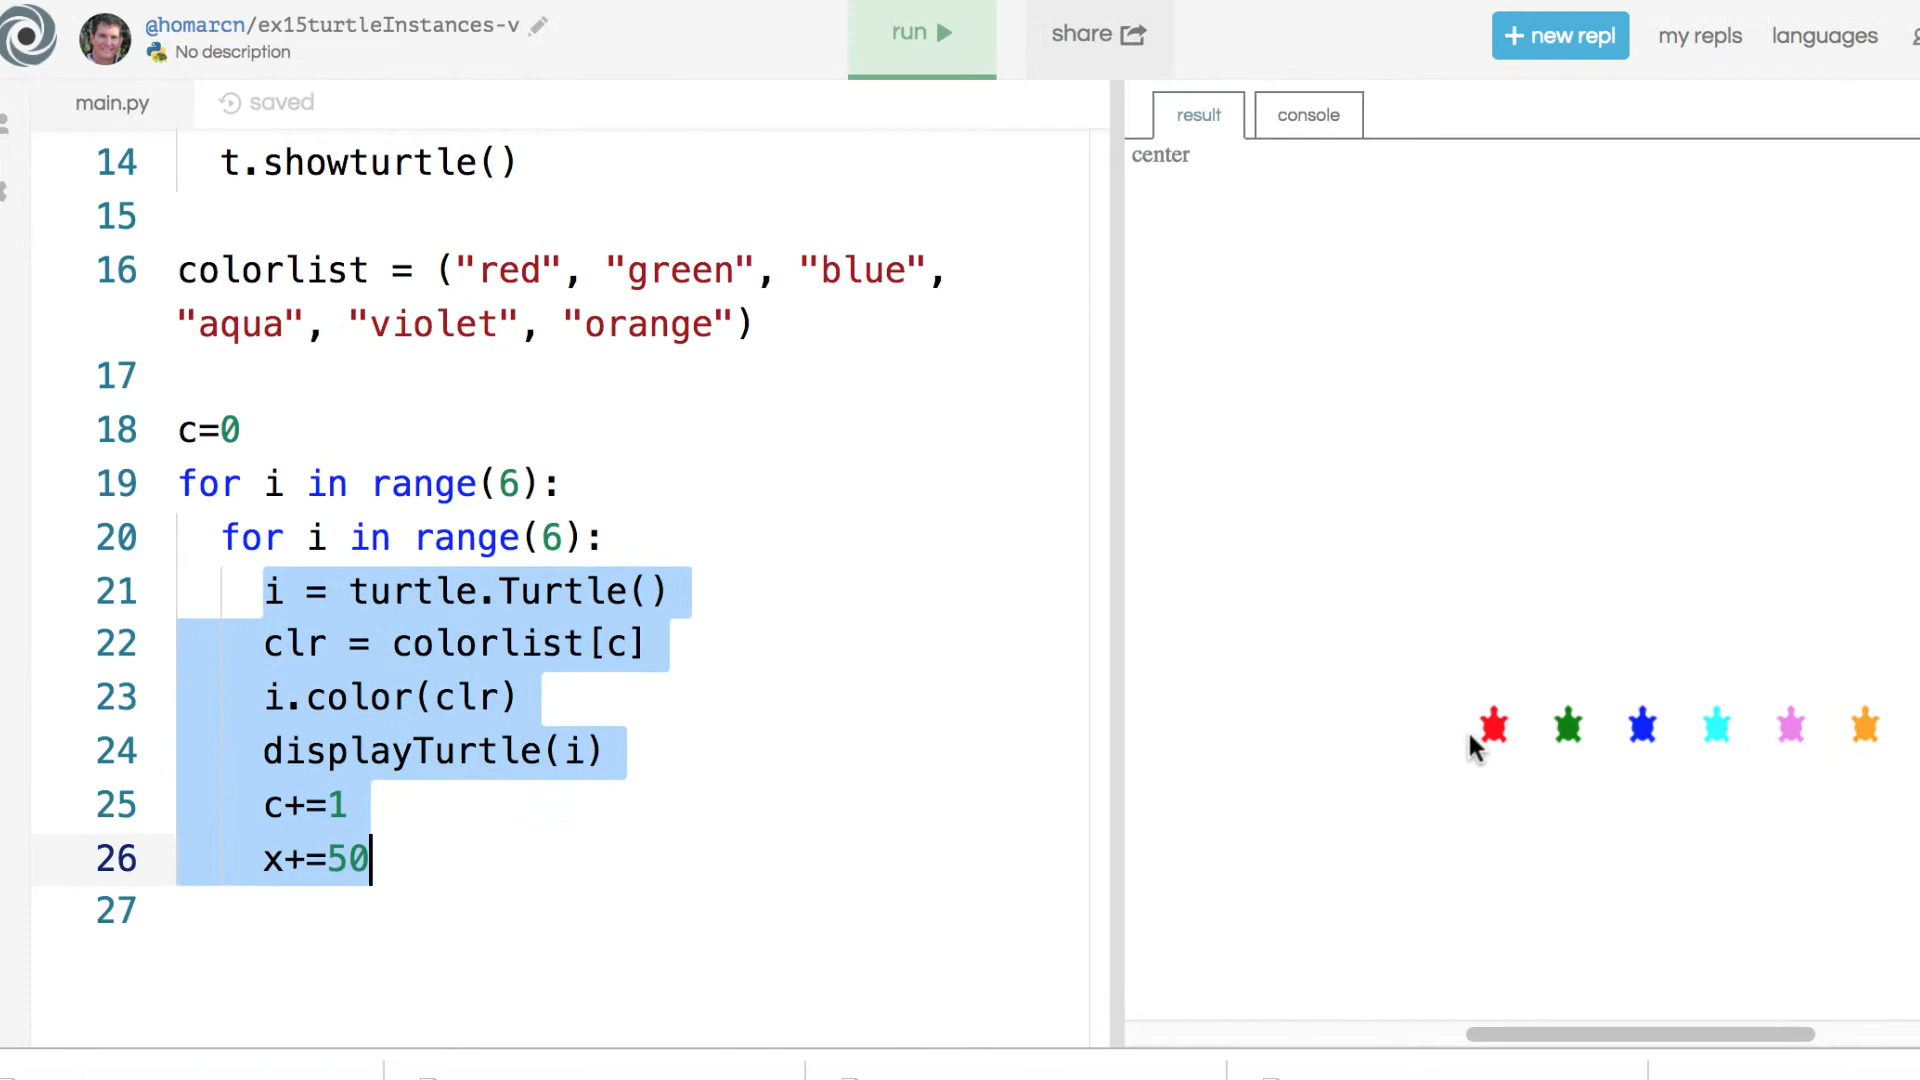 @homarcn/ex15turtleInstances-v
No description
run
share
+ new repl
my repls
languages
main.py
saved
result
console
center
14 t.showturtle()
15
16 colorlist = ("red", "green", "blue",
"aqua", "violet", "orange")
17
18 c=0
19 for i in range(6):
20 for i in range(6):
21 i = turtle.Turtle()
22 clr = colorlist[c]
23 i.color(clr)
24 displayTurtle(i)
25 c+=1
26 x+=50
27